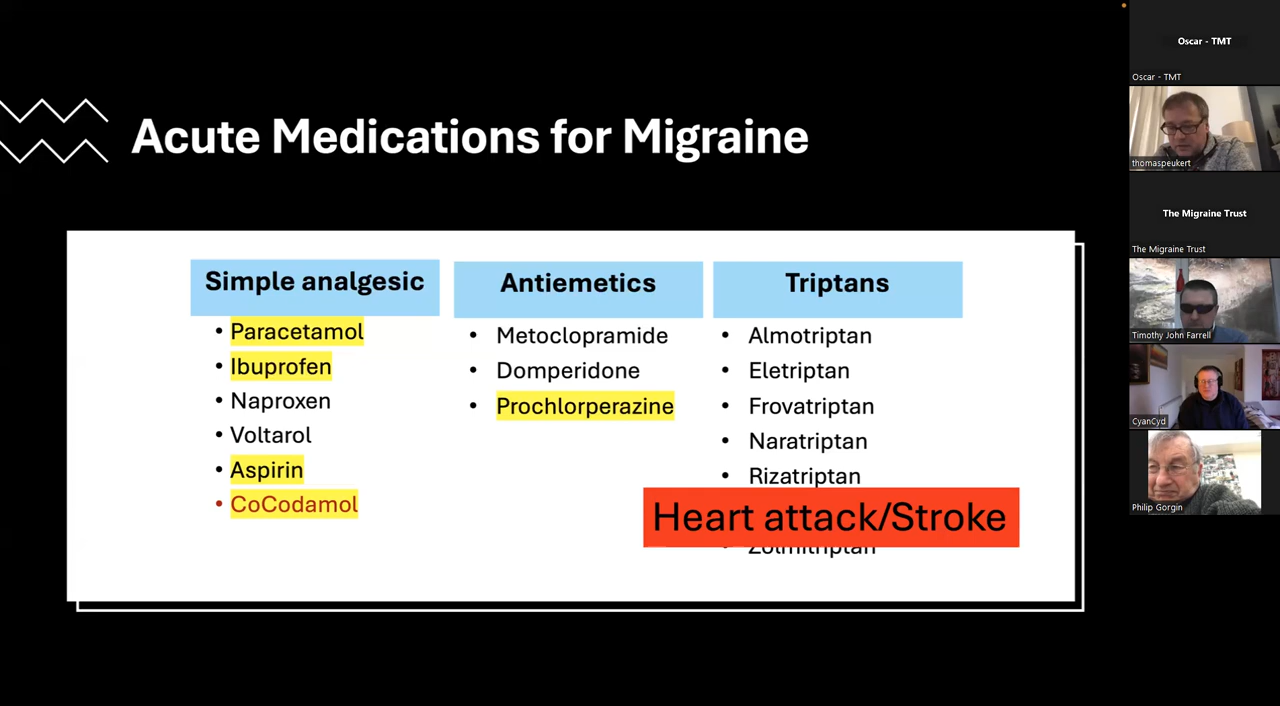 Acute Medications for Migraine
Simple analgesic
• Paracetamol
• Ibuprofen
• Naproxen
• Voltarol
• Aspirin
• CoCodamol
Antiemetics
• Metoclopramide
• Domperidone
• Prochlorperazine
Triptans
• Almotriptan
• Eletriptan
• Frovatriptan
• Naratriptan
• Rizatriptan
Heart attack/Stroke
• Zolmitriptan
Oscar - TMT
Oscar - TMT
thomaspeukert
The Migraine Trust
The Migraine Trust
Timothy John Farrell
CyanCyd
Philip Gorgin